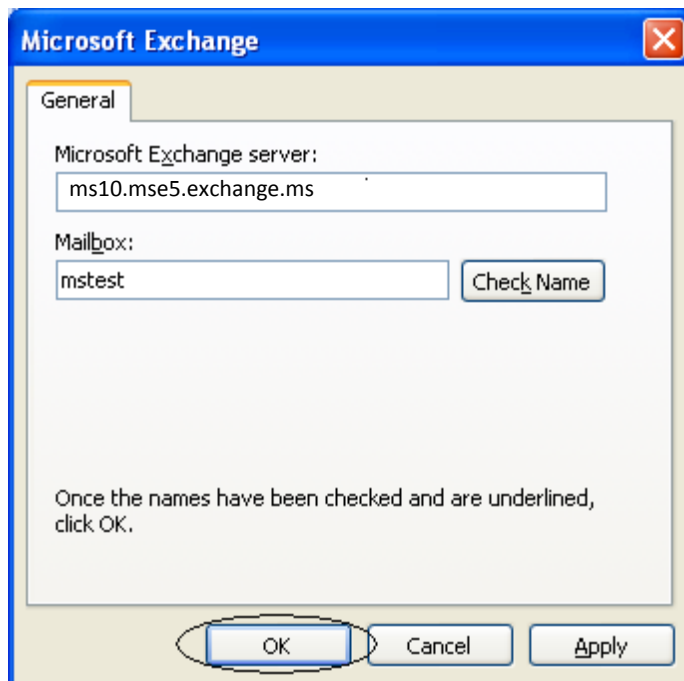 Microsoft Exchange
General
Microsoft Exchange server:
ms10.mse5.exchange.ms
Mailbox:
mstest
Check Name
Once the names have been checked and are underlined,
click OK.
OK Cancel Apply